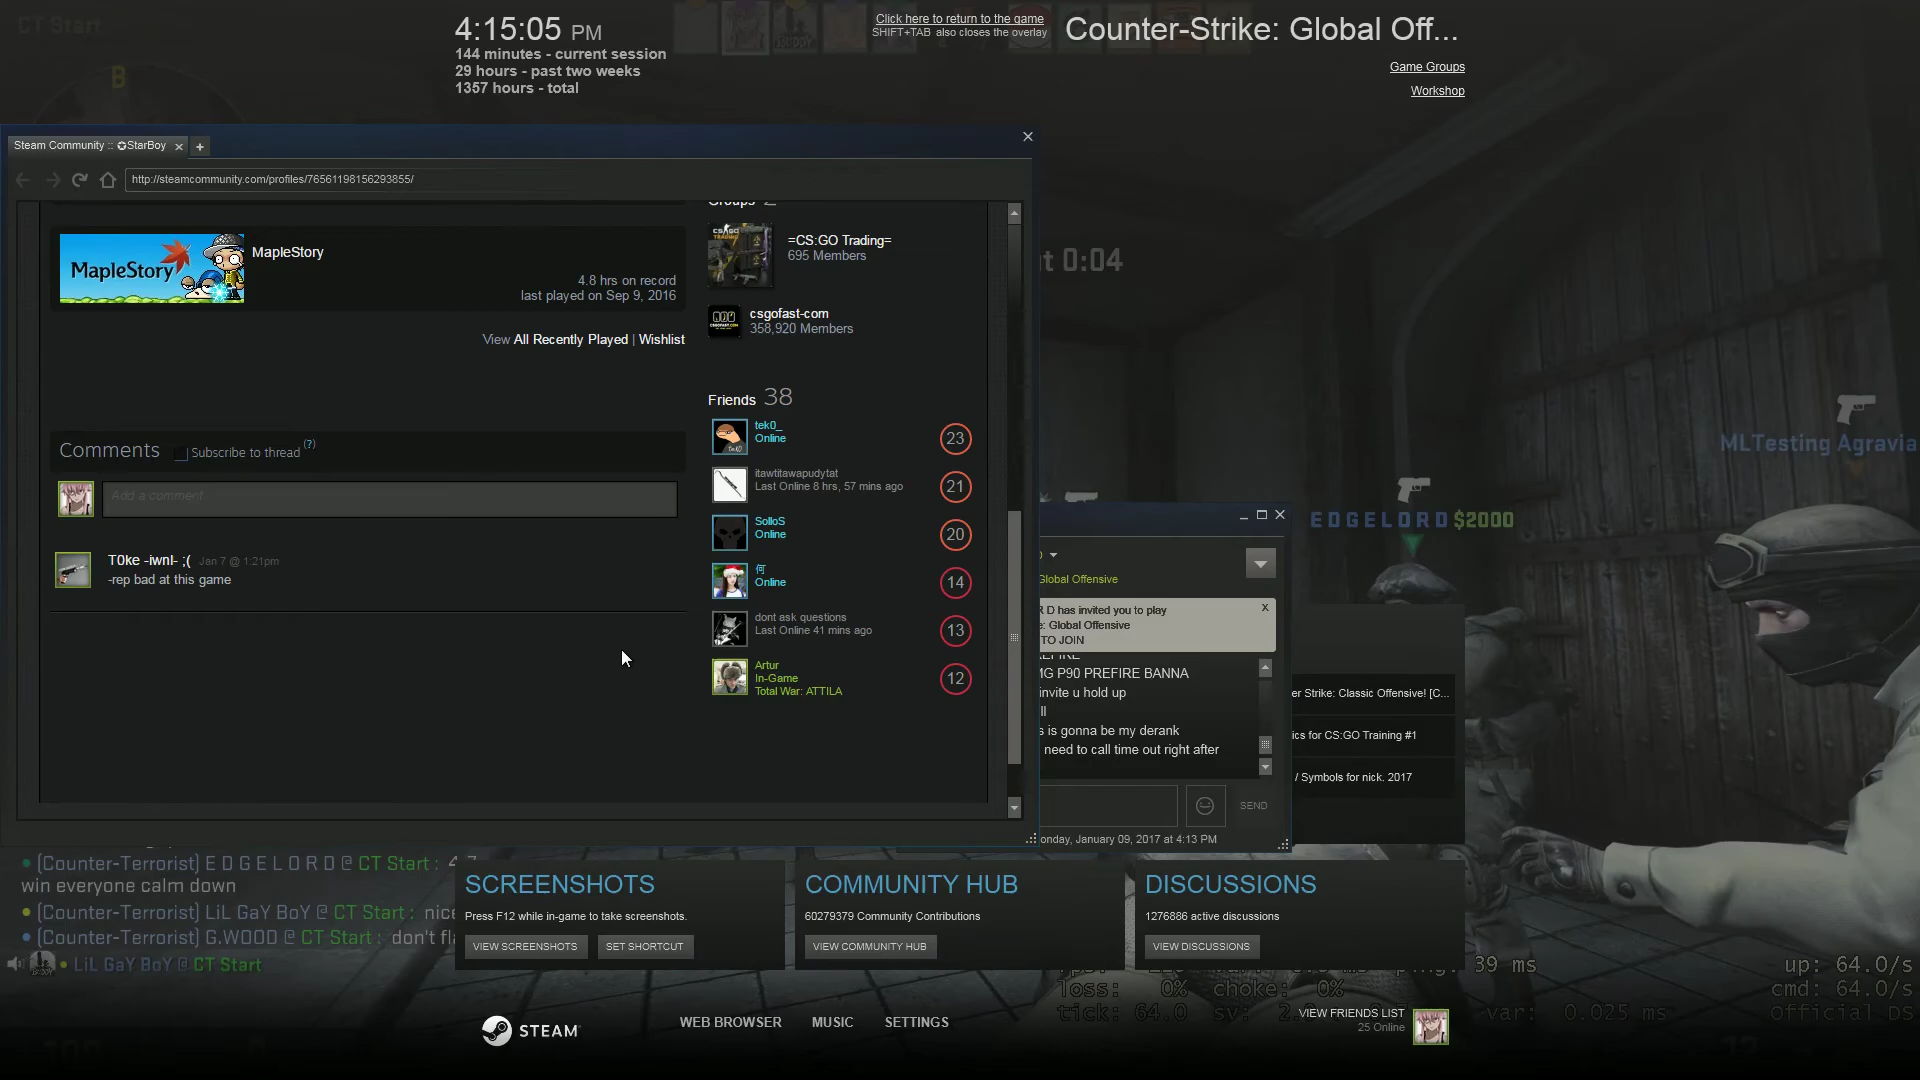 CT Start
4:15:05 PM
144 minutes - current session
29 hours - past two weeks
1357 hours - total
Click here to return to the game
SHIFT+TAB also closes the overlay
Counter-Strike: Global Off...
Game Groups
Workshop
B
Steam Community :: ✪StarBoy
http://steamcommunity.com/profiles/76561198156293855/
Groups 2
MapleStory
MapleStory
4.8 hrs on record
last played on Sep 9, 2016
View All Recently Played | Wishlist
=CS:GO Trading=
695 Members
csgofast-com
358,920 Members
Friends 38
tek0_
Online
23
itawtitawapudytat
Last Online 8 hrs, 57 mins ago
21
SolloS
Online
20
何
Online
14
dont ask questions
Last Online 41 mins ago
13
Artur
In-Game
Total War: ATTILA
12
Comments Subscribe to thread (?)
Add a comment
T0ke -iwnl- ;( Jan 7 @ 1:21pm
-rep bad at this game
t 0:04
MLTesting Agravia
EDGELORD $2000
Global Offensive
R D has invited you to play
e: Global Offensive
TO JOIN
X
G P90 PREFIRE BANNA
invite u hold up
ll
s is gonna be my derank
need to call time out right after
SEND
onday, January 09, 2017 at 4:13 PM
er Strike: Classic Offensive! [C...
ics for CS:GO Training #1
/ Symbols for nick. 2017
(Counter-Terrorist) E D G E L O R D @ CT Start :
win everyone calm down
(Counter-Terrorist) LiL GaY BoY @ CT Start : nice
(Counter-Terrorist) G.WOOD @ CT Start : don't fl
LiL GaY BoY @ CT Start
SCREENSHOTS
Press F12 while in-game to take screenshots.
VIEW SCREENSHOTS
SET SHORTCUT
COMMUNITY HUB
60279379 Community Contributions
VIEW COMMUNITY HUB
DISCUSSIONS
1276886 active discussions
VIEW DISCUSSIONS
39 ms
up: 64.0/s
loss: 0% choke: 0%
cmd: 64.0/s
tick: 64.0 sv:
var: 0.025 ms
official DS
STEAM
WEB BROWSER
MUSIC
SETTINGS
VIEW FRIENDS LIST
25 Online